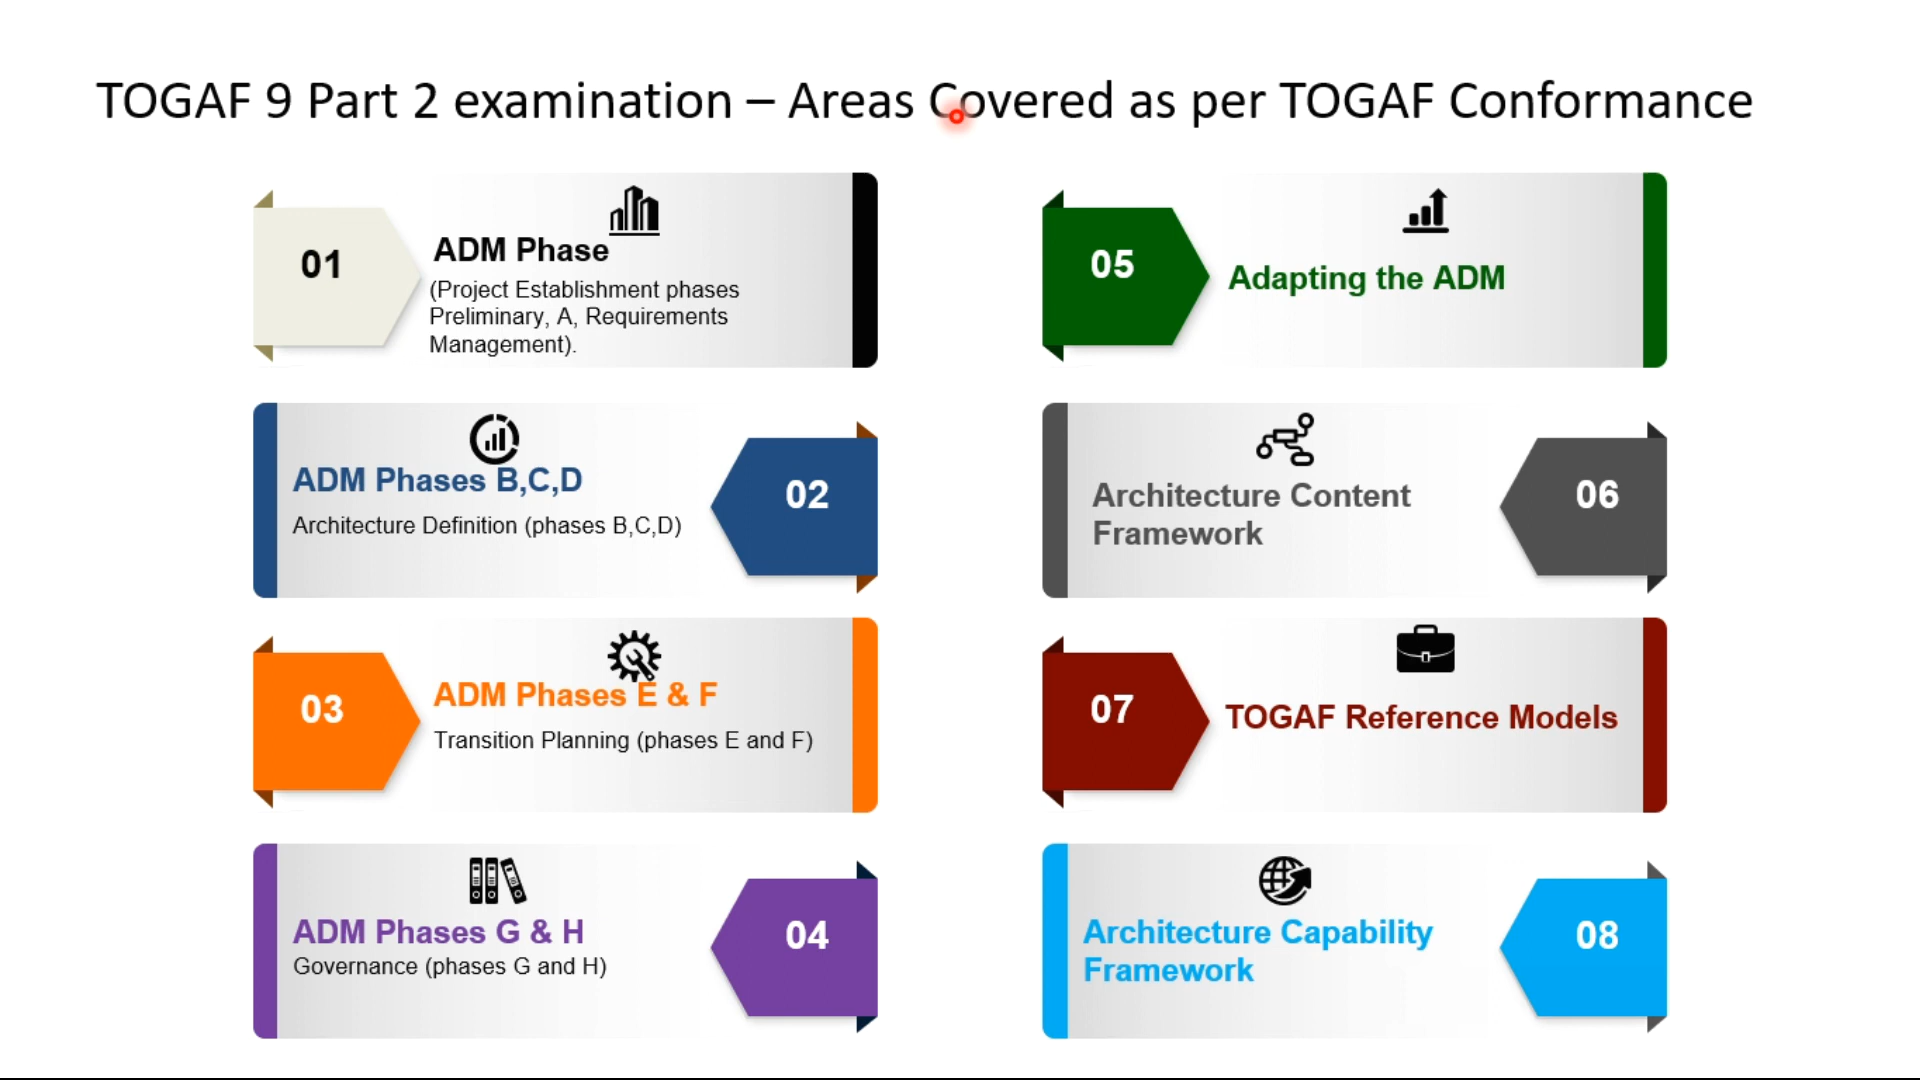 TOGAF 9 Part 2 examination – Areas Covered as per TOGAF Conformance
01
ADM Phase
(Project Establishment phases
Preliminary, A, Requirements
Management).
ADM Phases B,C,D
Architecture Definition (phases B,C,D)
02
03
ADM Phases E & F
Transition Planning (phases E and F)
ADM Phases G & H
Governance (phases G and H)
04
05
Adapting the ADM
Architecture Content
Framework
06
07
TOGAF Reference Models
Architecture Capability
Framework
08